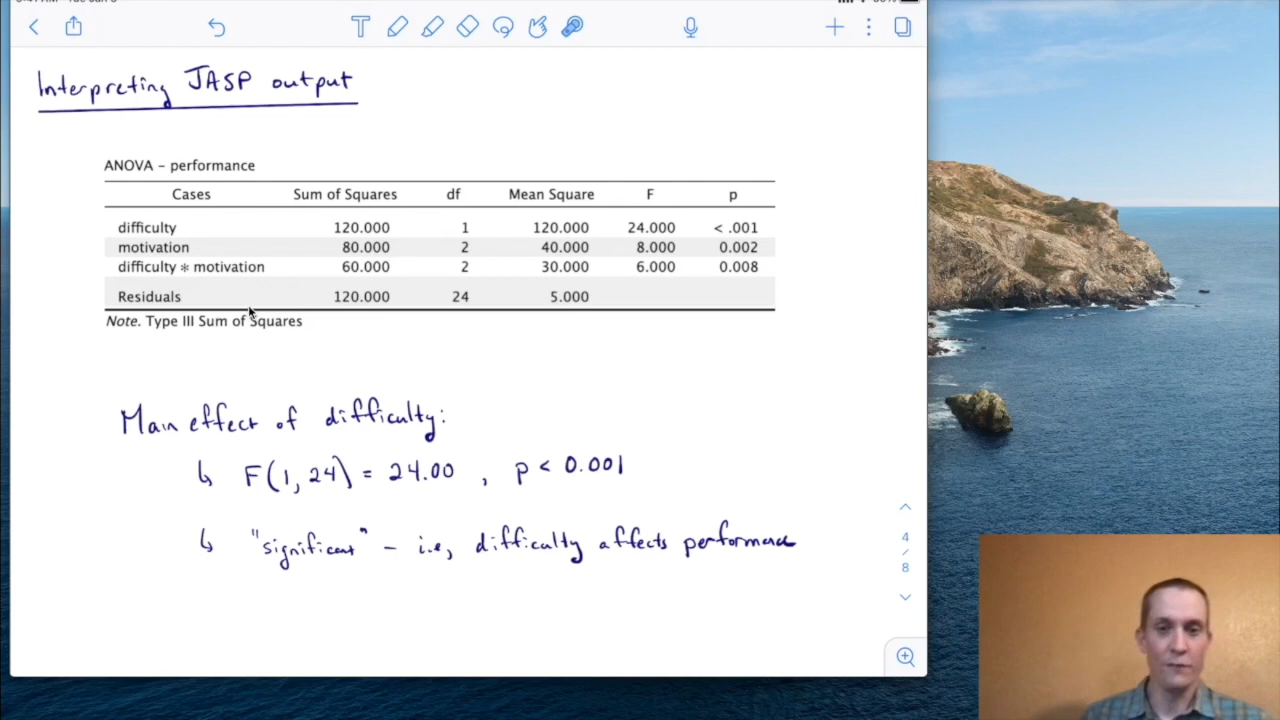 Interpreting JASP output
ANOVA – performance
Cases Sum of Squares df Mean Square F p
difficulty 120.000 1 120.000 24.000 < .001
motivation 80.000 2 40.000 8.000 0.002
difficulty ∗ motivation 60.000 2 30.000 6.000 0.008
Residuals 120.000 24 5.000
Note. Type III Sum of Squares
Main effect of difficulty:
↳ F(1, 24) = 24.00 , p < 0.001
↳ "significant" – i.e., difficulty affects performance
4
/
8